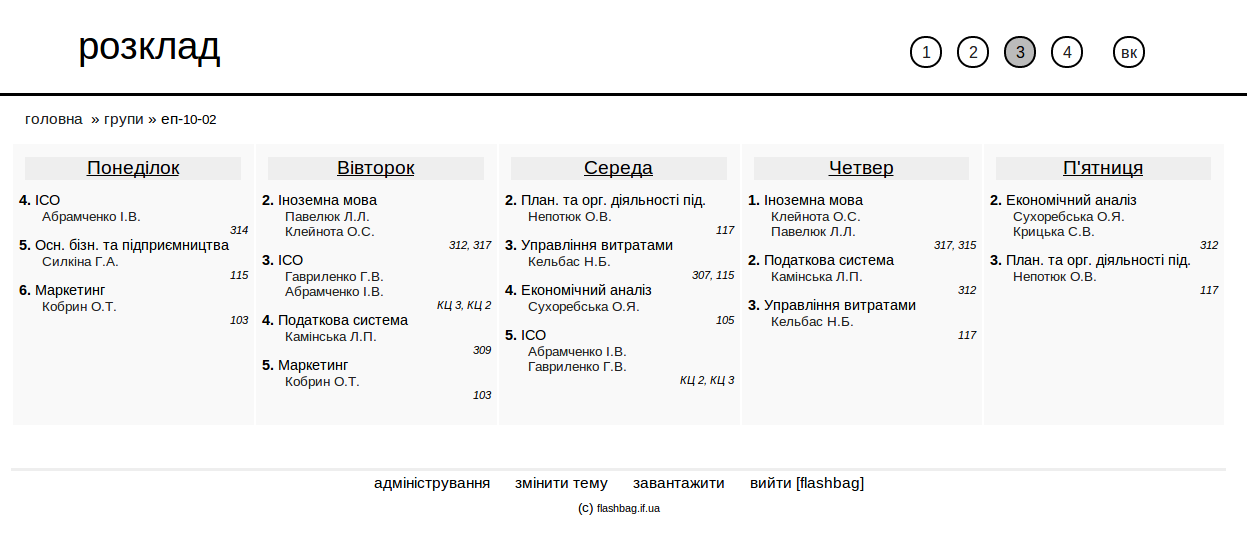 розклад
1 2 3 4 вк
головна » групи » еп-10-02
Понеділок
4. ІСО
Абрамченко І.В.
314
5. Осн. бізн. та підприємництва
Силкіна Г.А.
115
6. Маркетинг
Кобрин О.Т.
103
Вівторок
2. Іноземна мова
Павелюк Л.Л.
Клейнота О.С.
312, 317
3. ІСО
Гавриленко Г.В.
Абрамченко І.В.
КЦ 3, КЦ 2
4. Податкова система
Камінська Л.П.
309
5. Маркетинг
Кобрин О.Т.
103
Середа
2. План. та орг. діяльності під.
Непотюк О.В.
117
3. Управління витратами
Кельбас Н.Б.
307, 115
4. Економічний аналіз
Сухоребська О.Я.
105
5. ІСО
Абрамченко І.В.
Гавриленко Г.В.
КЦ 2, КЦ 3
Четвер
1. Іноземна мова
Клейнота О.С.
Павелюк Л.Л.
317, 315
2. Податкова система
Камінська Л.П.
312
3. Управління витратами
Кельбас Н.Б.
117
П'ятниця
2. Економічний аналіз
Сухоребська О.Я.
Крицька С.В.
312
3. План. та орг. діяльності під.
Непотюк О.В.
117
адміністрування змінити тему завантажити вийти [flashbag]
(c) flashbag.if.ua